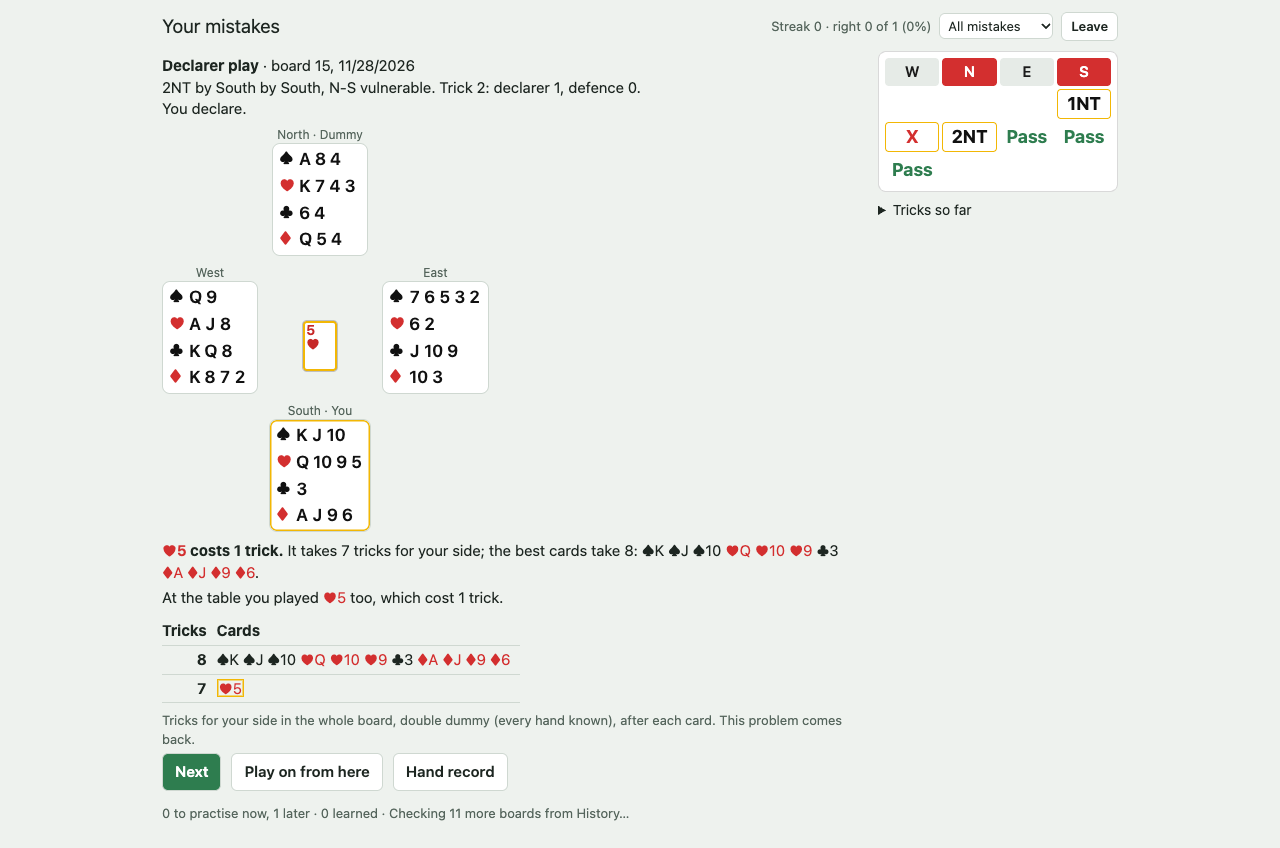 Your mistakes
Streak 0 · right 0 of 1 (0%)
All mistakes
Leave
Declarer play · board 15, 11/28/2026
2NT by South by South, N-S vulnerable. Trick 2: declarer 1, defence 0.
You declare.
W N E S
1NT
X 2NT Pass Pass
Pass
▶ Tricks so far
North · Dummy
♠ A 8 4
♥ K 7 4 3
♣ 6 4
♦ Q 5 4
West
♠ Q 9
♥ A J 8
♣ K Q 8
♦ K 8 7 2
East
♠ 7 6 5 3 2
♥ 6 2
♣ J 10 9
♦ 10 3
5
♥
South · You
♠ K J 10
♥ Q 10 9 5
♣ 3
♦ A J 9 6
♥5 costs 1 trick. It takes 7 tricks for your side; the best cards take 8: ♠K ♠J ♠10 ♥Q ♥10 ♥9 ♣3
♦A ♦J ♦9 ♦6.
At the table you played ♥5 too, which cost 1 trick.
Tricks Cards
8 ♠K ♠J ♠10 ♥Q ♥10 ♥9 ♣3 ♦A ♦J ♦9 ♦6
7 ♥5
Tricks for your side in the whole board, double dummy (every hand known), after each card. This problem comes
back.
Next
Play on from here
Hand record
0 to practise now, 1 later · 0 learned · Checking 11 more boards from History…